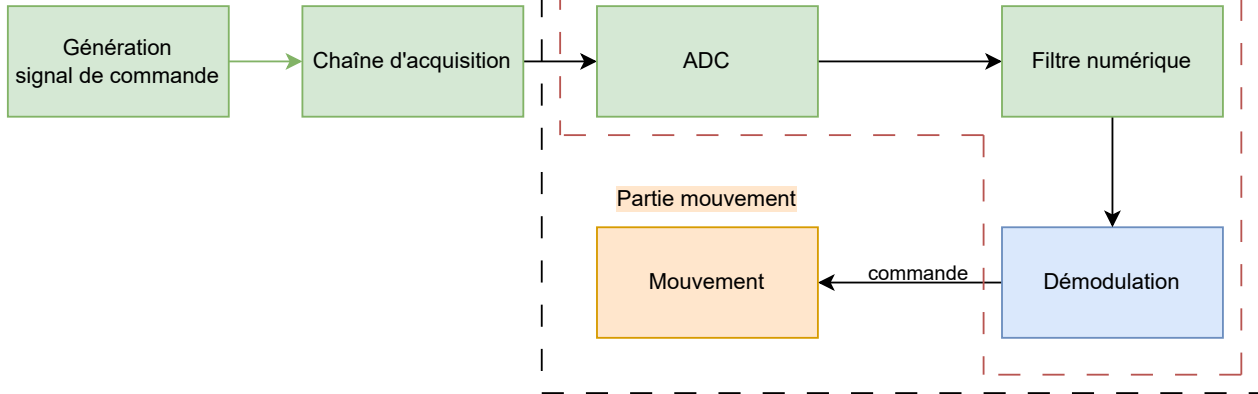 Génération
signal de commande
Chaîne d'acquisition
ADC
Filtre numérique
Partie mouvement
Mouvement
commande
Démodulation